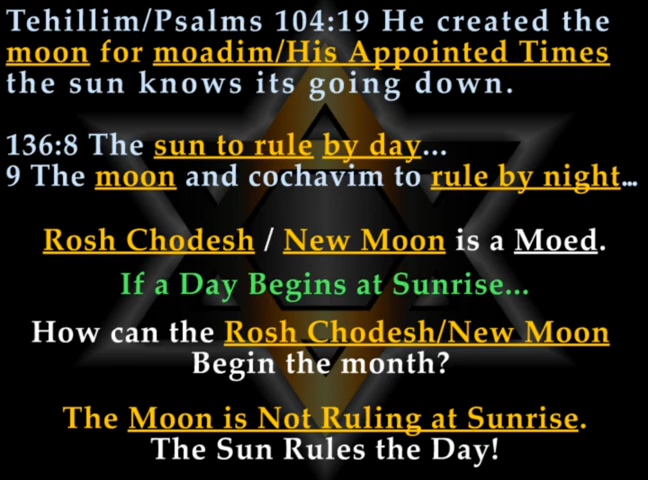 Tehillim/Psalms 104:19 He created the
moon for moadim/His Appointed Times
the sun knows its going down.
136:8 The sun to rule by day...
9 The moon and cochavim to rule by night...
Rosh Chodesh / New Moon is a Moed.
If a Day Begins at Sunrise...
How can the Rosh Chodesh/New Moon
Begin the month?
The Moon is Not Ruling at Sunrise.
The Sun Rules the Day!